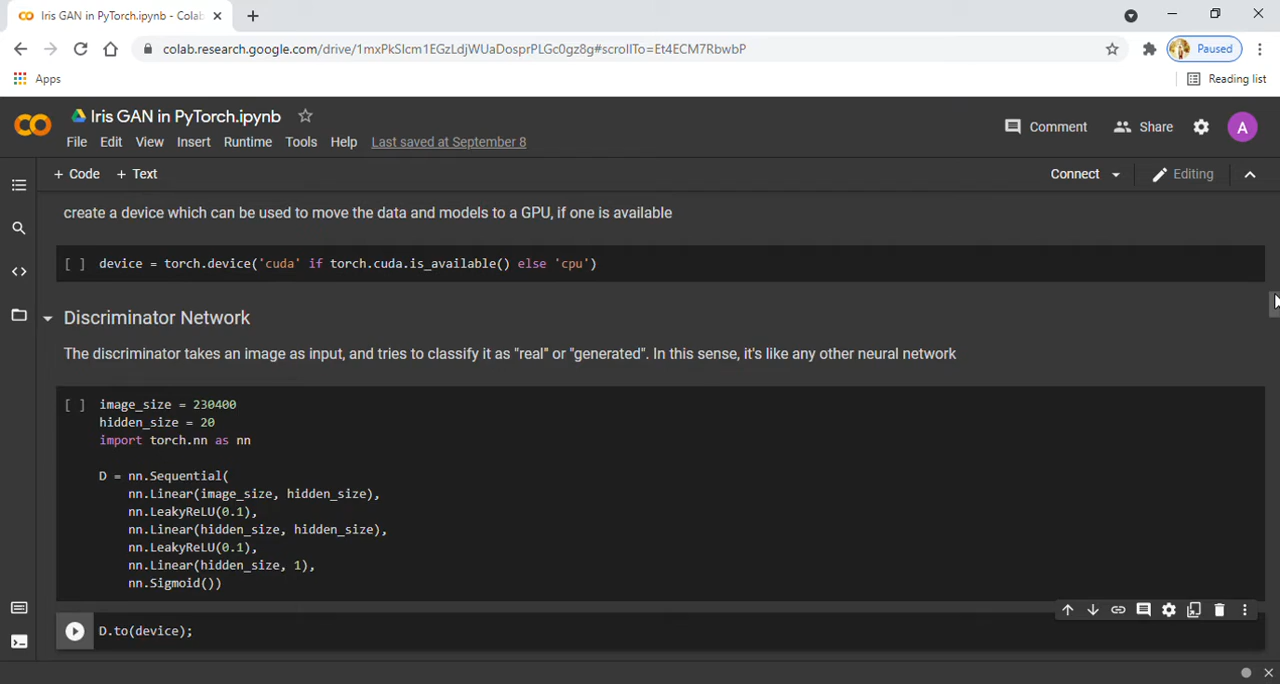 Iris GAN in PyTorch.ipynb - Colab
colab.research.google.com/drive/1mxPkSlcm1EGzLdjWUaDosprPLGc0gz8g#scrollTo=Et4ECM7RbwbP
Paused
Apps
Reading list
Iris GAN in PyTorch.ipynb
Comment
Share
A
File Edit View Insert Runtime Tools Help Last saved at September 8
+ Code + Text
Connect
Editing
create a device which can be used to move the data and models to a GPU, if one is available
[ ] device = torch.device('cuda' if torch.cuda.is_available() else 'cpu')
Discriminator Network
The discriminator takes an image as input, and tries to classify it as "real" or "generated". In this sense, it's like any other neural network
[ ] image_size = 230400
hidden_size = 20
import torch.nn as nn
D = nn.Sequential(
nn.Linear(image_size, hidden_size),
nn.LeakyReLU(0.1),
nn.Linear(hidden_size, hidden_size),
nn.LeakyReLU(0.1),
nn.Linear(hidden_size, 1),
nn.Sigmoid())
D.to(device);